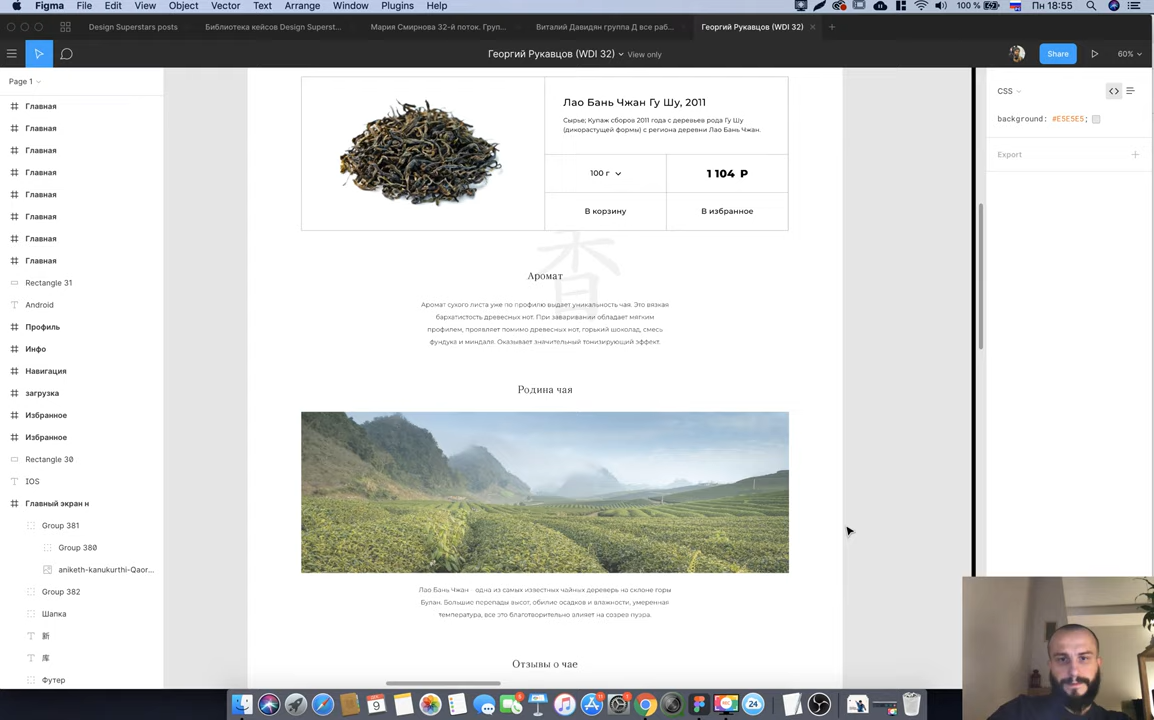 Figma File Edit View Object Vector Text Arrange Window Plugins Help
100 % Пн 18:55
Design Superstars posts
Библиотека кейсов Design Superst...
Мария Смирнова 32-й поток. Груп...
Виталий Давидян группа Д все раб...
Георгий Рукавцов (WDI 32)
Георгий Рукавцов (WDI 32) View only
Share
60%
Page 1
Главная
Главная
Главная
Главная
Главная
Главная
Главная
Главная
Rectangle 31
Android
Профиль
Инфо
Навигация
загрузка
Избранное
Избранное
Rectangle 30
IOS
Главный экран н
Group 381
Group 380
aniketh-kanukurthi-Qaor...
Group 382
Шапка
新
库
Футер
Лао Бань Чжан Гу Шу, 2011
Сырье; Купаж сборов 2011 года с деревьев рода Гу Шу
(дикорастущей формы) с региона деревни Лао Бань Чжан.
100 г
1 104 Р
В корзину
В избранное
香
Аромат
Аромат сухого листа уже по профилю выдает уникальность чая. Это вязкая
бархатистость древесных нот. При заваривании обладает мягким
профилем, проявляет помимо древесных нот, горький шоколад, смесь
фундука и миндаля. Оказывает значительный тонизирующий эффект.
Родина чая
Лао Бань Чжан - одна из самых известных чайных деревень на склоне горы
Булан. Большие перепады высот, обилие осадков и влажности, умеренная
температура, все это благотворительно влияет на созрев пуэра.
Отзывы о чае
CSS
background: #E5E5E5;
Export
9
24